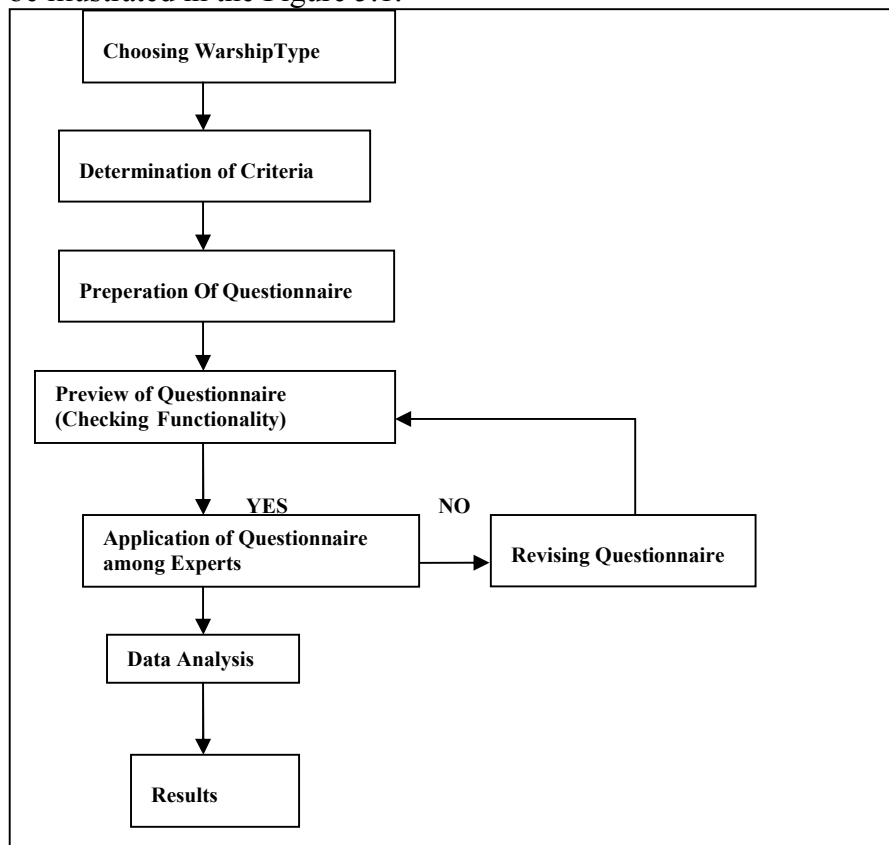 be illustrated in the Figure 3.1.
Choosing WarshipType
Determination of Criteria
Preperation Of Questionnaire
Preview of Questionnaire
(Checking Functionality)
YES
NO
Application of Questionnaire
among Experts
Revising Questionnaire
Data Analysis
Results